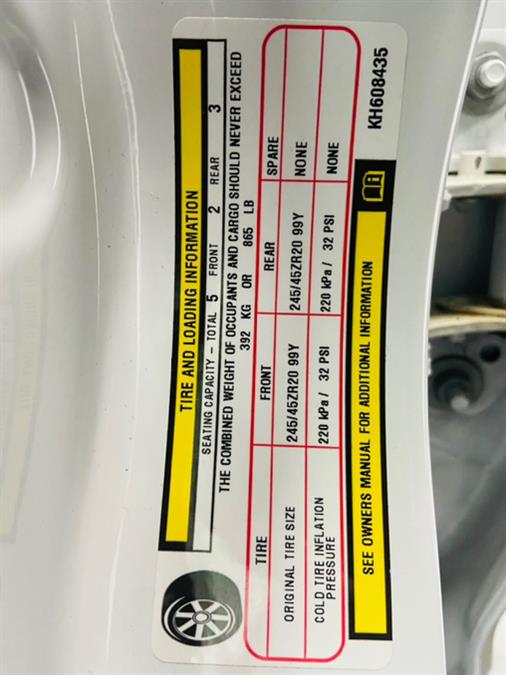 TIRE AND LOADING INFORMATION
SEATING CAPACITY – TOTAL 5 FRONT 2 REAR 3
THE COMBINED WEIGHT OF OCCUPANTS AND CARGO SHOULD NEVER EXCEED
392 KG OR 865 LB
TIRE FRONT REAR SPARE
ORIGINAL TIRE SIZE 245/45ZR20 99Y 245/45ZR20 99Y NONE
COLD TIRE INFLATION PRESSURE 220 kPa / 32 PSI 220 kPa / 32 PSI NONE
SEE OWNERS MANUAL FOR ADDITIONAL INFORMATION
KH608435